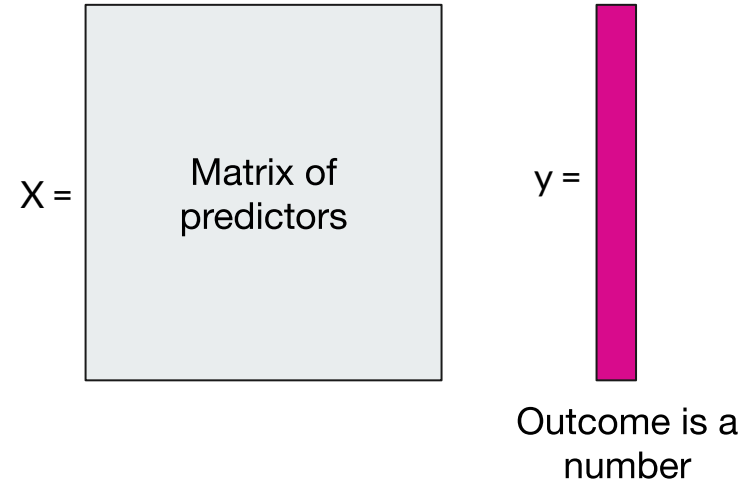 X =
Matrix of
predictors
y =
Outcome is a
number